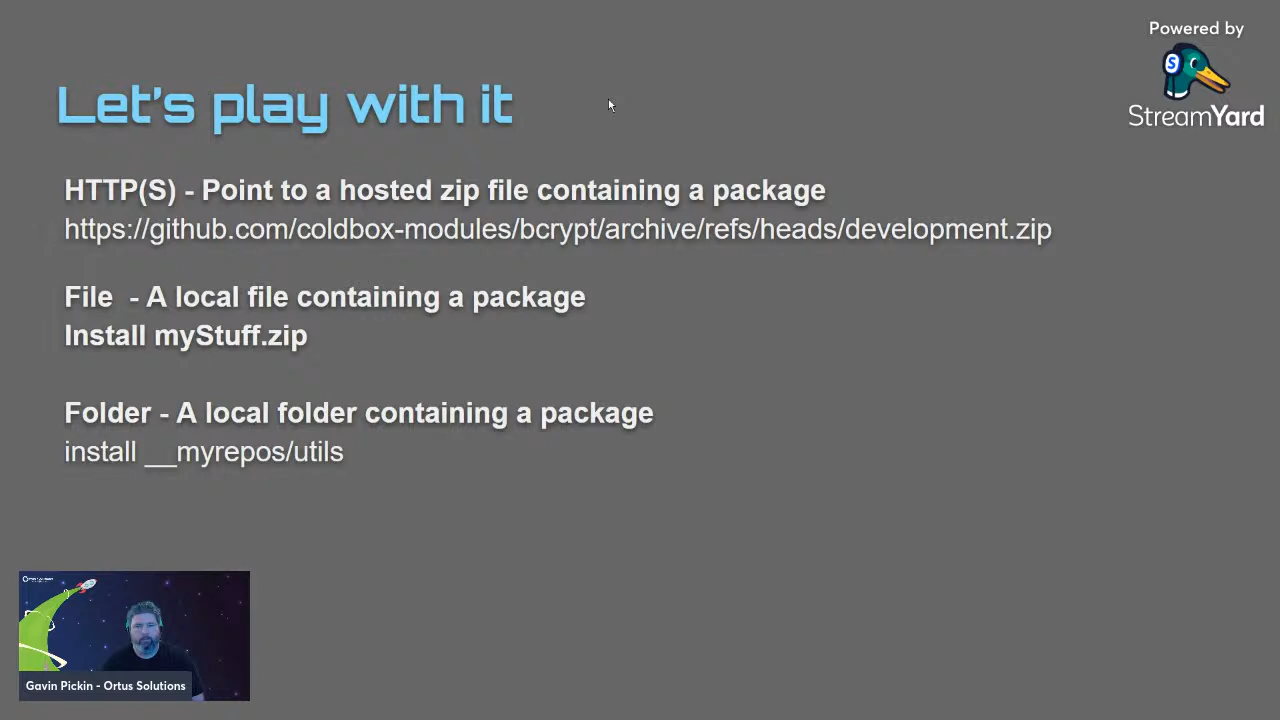 Powered by
StreamYard
Let's play with it
HTTP(S) - Point to a hosted zip file containing a package
https://github.com/coldbox-modules/bcrypt/archive/refs/heads/development.zip
File - A local file containing a package
Install myStuff.zip
Folder - A local folder containing a package
install __myrepos/utils
Gavin Pickin - Ortus Solutions